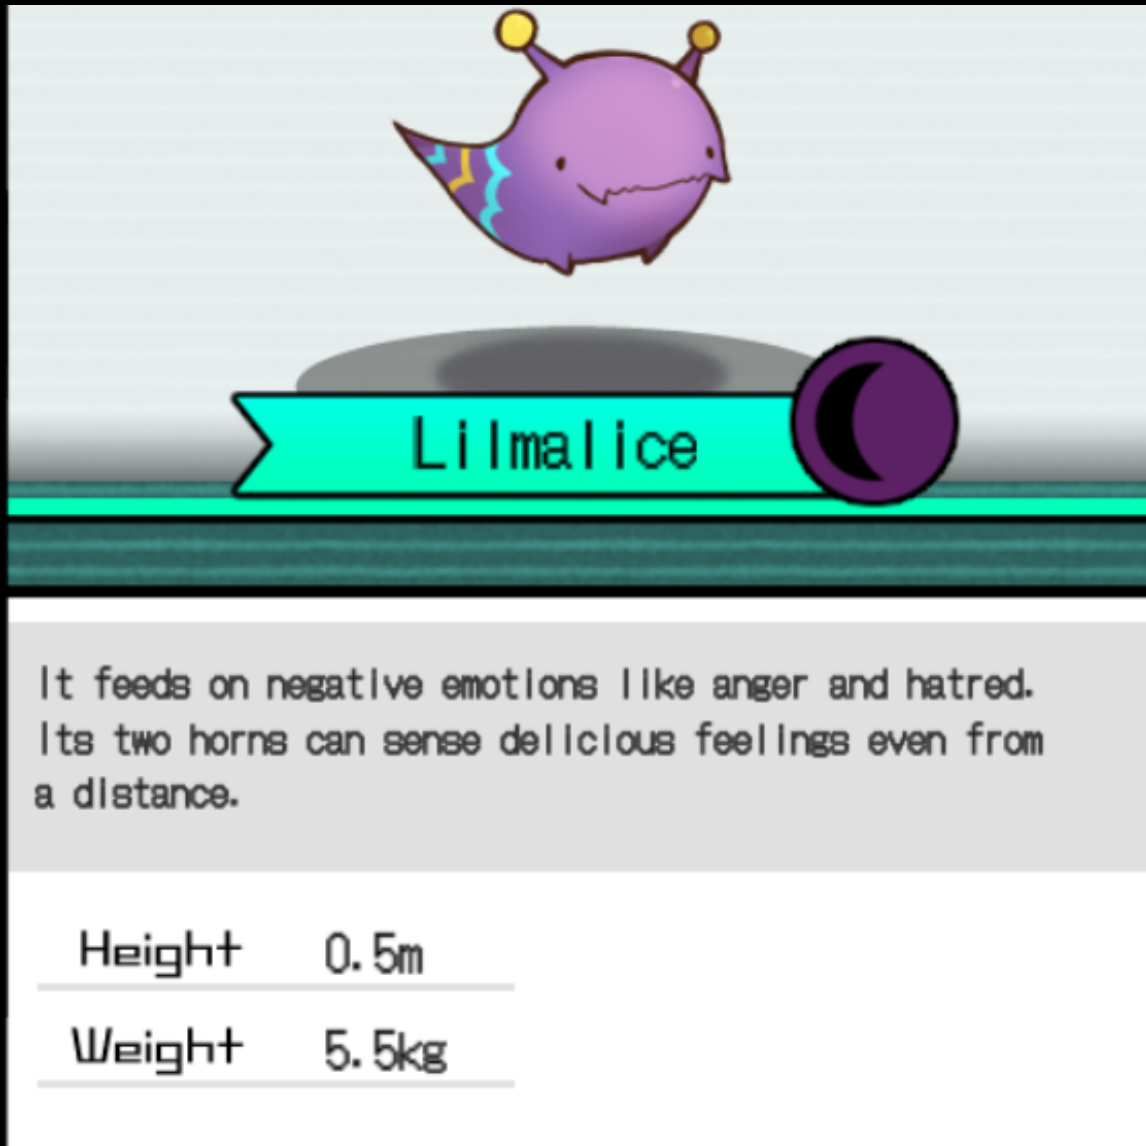 Lilmalice
It feeds on negative emotions like anger and hatred.
Its two horns can sense delicious feelings even from
a distance.
Height 0.5m
Weight 5.5kg